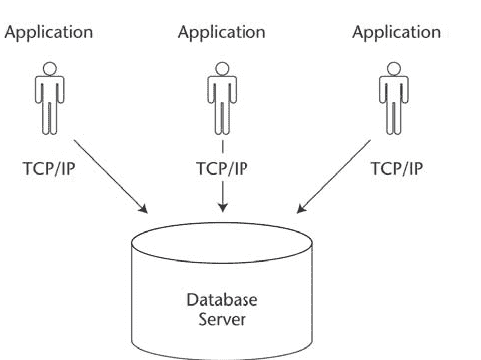 Application Application Application
TCP/IP TCP/IP TCP/IP
Database
Server